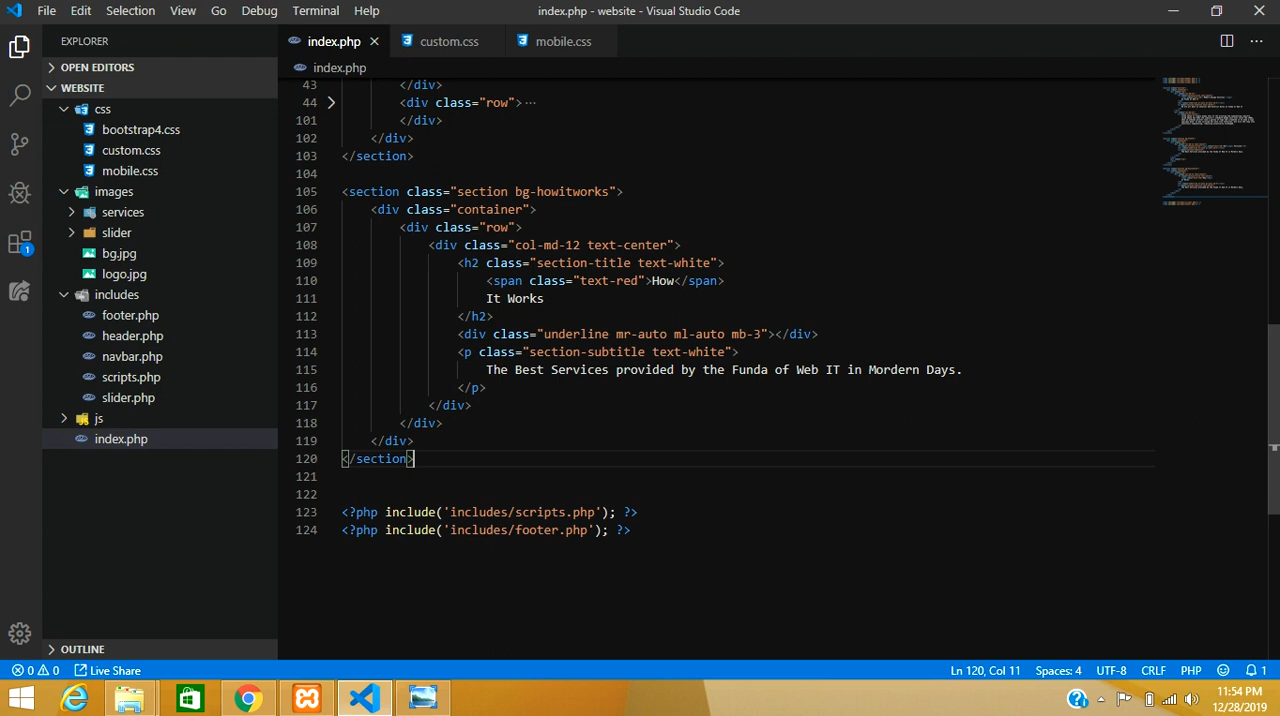 File Edit Selection View Go Debug Terminal Help index.php - website - Visual Studio Code
EXPLORER
OPEN EDITORS
WEBSITE
css
bootstrap4.css
custom.css
mobile.css
images
services
slider
bg.jpg
logo.jpg
includes
footer.php
header.php
navbar.php
scripts.php
slider.php
js
index.php
OUTLINE
1
index.php custom.css mobile.css
index.php
43 </div>
44 <div class="row">...
101 </div>
102 </div>
103 </section>
104
105 <section class="section bg-howitworks">
106 <div class="container">
107 <div class="row">
108 <div class="col-md-12 text-center">
109 <h2 class="section-title text-white">
110 <span class="text-red">How</span>
111 It Works
112 </h2>
113 <div class="underline mr-auto ml-auto mb-3"></div>
114 <p class="section-subtitle text-white">
115 The Best Services provided by the Funda of Web IT in Mordern Days.
116 </p>
117 </div>
118 </div>
119 </div>
120 </section>
121
122
123 <?php include('includes/scripts.php'); ?>
124 <?php include('includes/footer.php'); ?>
0 0 Live Share Ln 120, Col 11 Spaces: 4 UTF-8 CRLF PHP 1
11:54 PM
12/28/2019